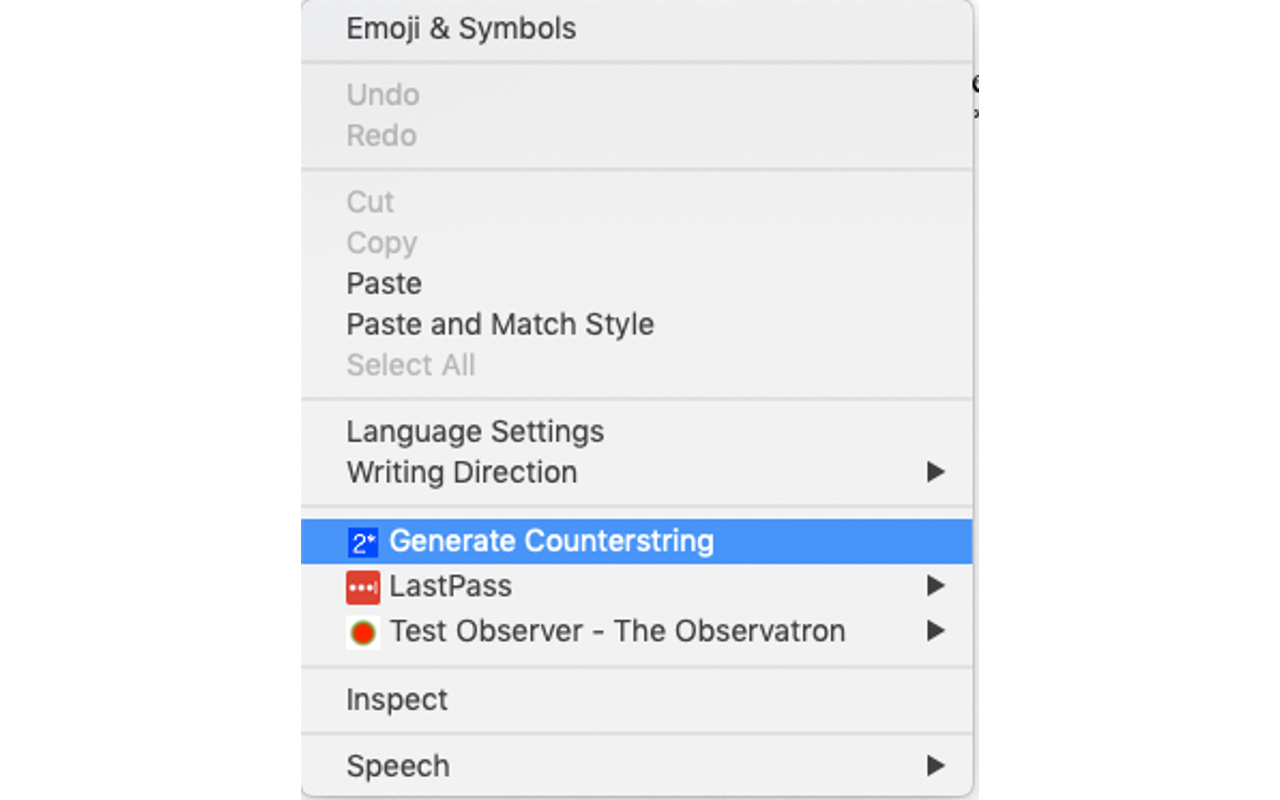 Emoji & Symbols
Undo
Redo
Cut
Copy
Paste
Paste and Match Style
Select All
Language Settings
Writing Direction
2* Generate Counterstring
LastPass
Test Observer - The Observatron
Inspect
Speech